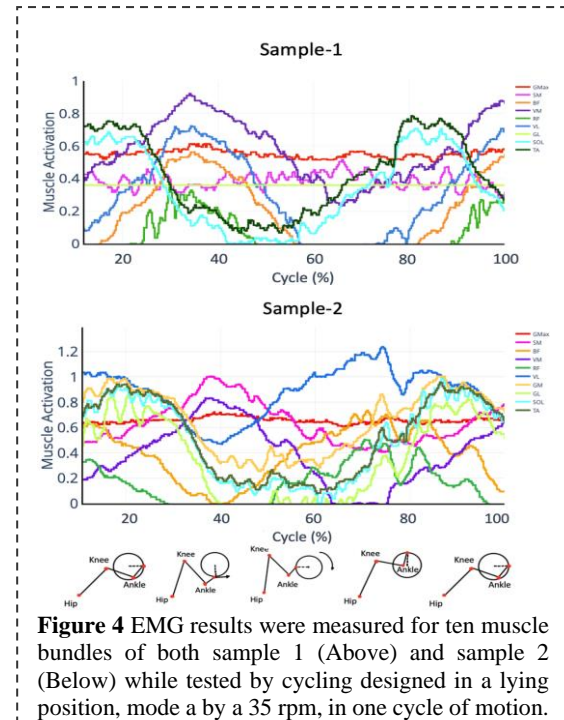 Sample-1
1
0.8
0.6
0.4
0.2
0
Muscle Activation
20
40
60
80
100
Cycle (%)
GMax
SM
BF
VM
RF
VL
GL
SOL
TA
Sample-2
1.2
1
0.8
0.6
0.4
0.2
0
Muscle Activation
20
40
60
80
100
Cycle (%)
GMax
SM
BF
VM
RF
VL
GM
GL
SOL
TA
Knee
Ankle
Hip
Knee
Ankle
Knee
Ankle
Knee
Ankle
Hip
Knee
Ankle
Hip
Figure 4 EMG results were measured for ten muscle
bundles of both sample 1 (Above) and sample 2
(Below) while tested by cycling designed in a lying
position, mode a by a 35 rpm, in one cycle of motion.